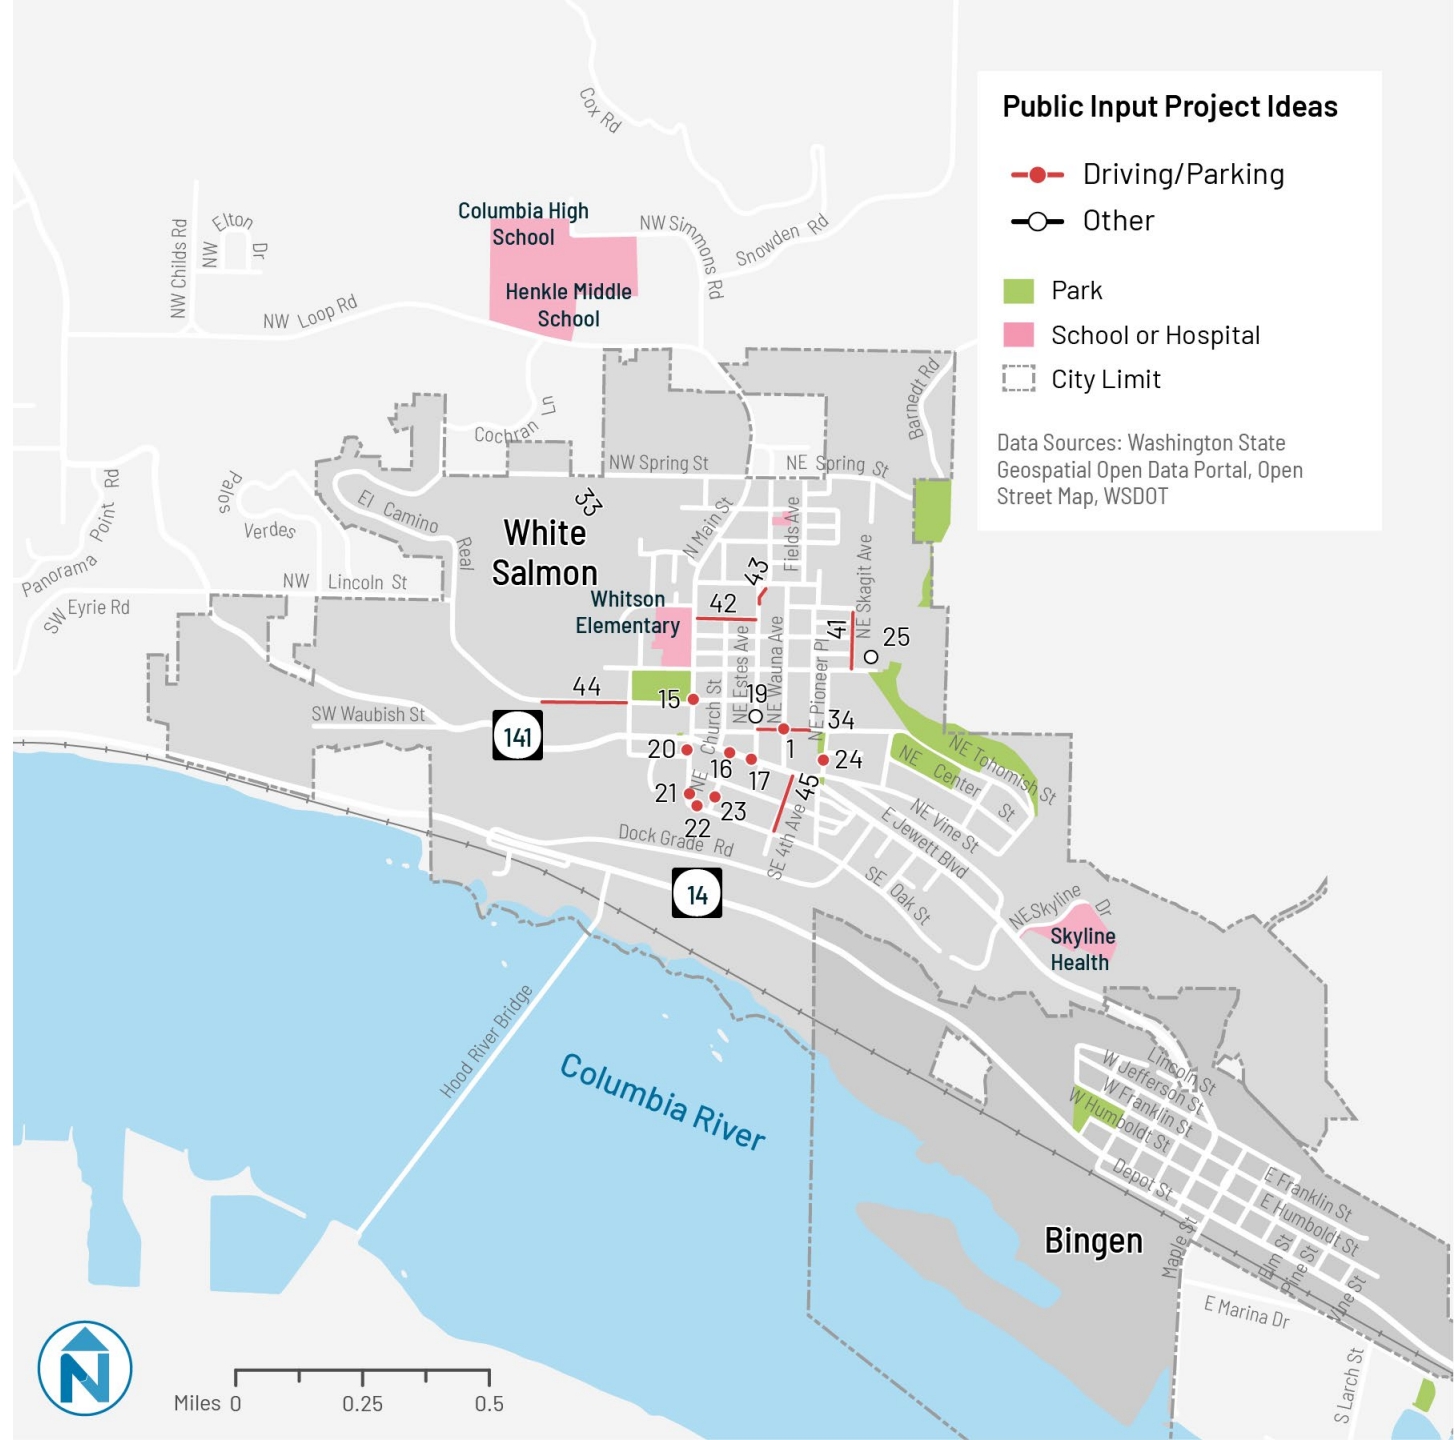 Public Input Project Ideas
Driving/Parking
Other
Park
School or Hospital
City Limit
Data Sources: Washington State
Geospatial Open Data Portal, Open
Street Map, WSDOT
Cox Rd
Columbia High
School
Henkle Middle
School
NW Simmons Rd
Snowden Rd
NW Childs Rd
NW Elton Dr
NW Loop Rd
Barnedt Rd
Cochran Ln
NW Spring St
NE Spring St
Palos
Verdes
Panorama Point Rd
El Camino Real
33
White
Salmon
N Main St
Fields Ave
NE Skagit Ave
NW Lincoln St
SW Eyrie Rd
Whitson
Elementary
43
42
41
25
NE Estes Ave
NE Wauna Ave
NE Pioneer Pl
44
15
19
34
SW Waubish St
141
NE Church St
20
16
17
1
24
45
21
22
23
NE Tohomish St
NE Center St
NE Vine St
E Jewett Blvd
SE Oak St
SE 4th Ave
Dock Grade Rd
14
NE Skyline Dr
Skyline
Health
Hood River Bridge
Columbia River
Lincoln St
W Jefferson St
W Franklin St
W Humboldt St
Depot St
E Franklin St
E Humboldt St
Bingen
Maple St
Elm St
Pine St
Vine St
E Marina Dr
S Larch St
N
Miles 0 0.25 0.5